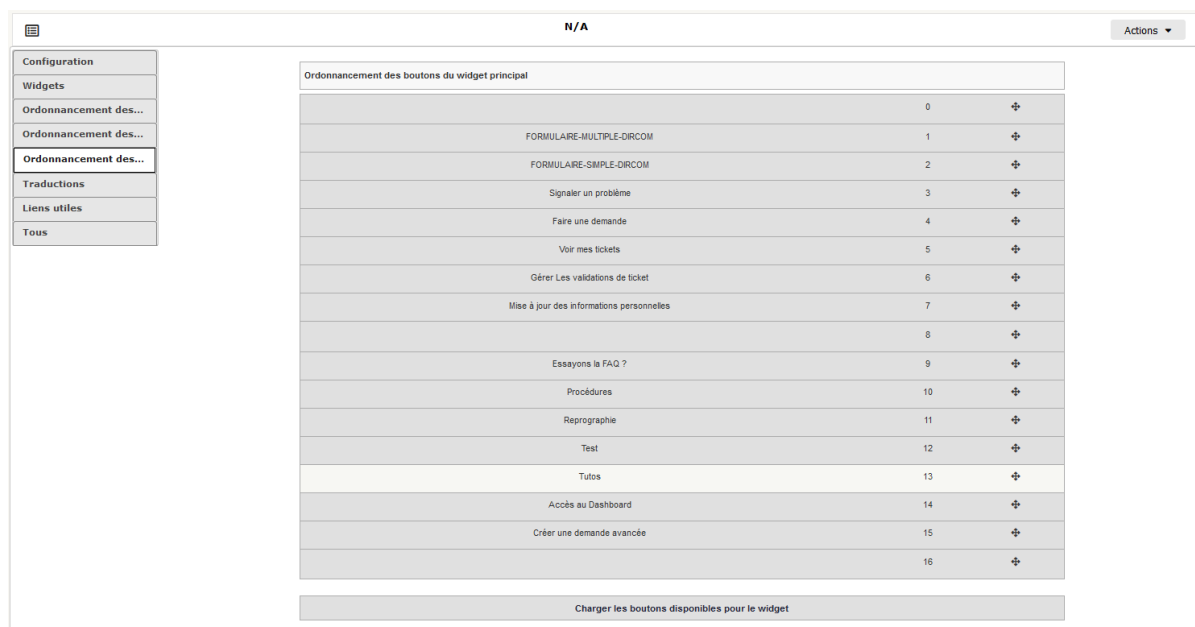 N/A
Actions
Configuration
Widgets
Ordonnancement des...
Ordonnancement des...
Ordonnancement des...
Traductions
Liens utiles
Tous
Ordonnancement des boutons du widget principal
0
FORMULAIRE-MULTIPLE-DIRCOM 1
FORMULAIRE-SIMPLE-DIRCOM 2
Signaler un problème 3
Faire une demande 4
Voir mes tickets 5
Gérer Les validations de ticket 6
Mise à jour des informations personnelles 7
8
Essayons la FAQ ? 9
Procédures 10
Reprographie 11
Test 12
Tutos 13
Accès au Dashboard 14
Créer une demande avancée 15
16
Charger les boutons disponibles pour le widget